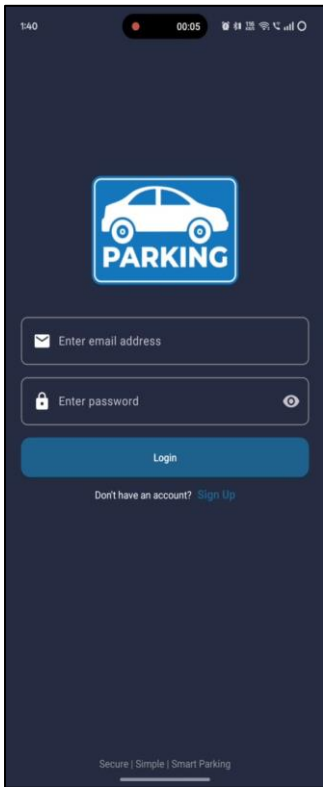 1:40 00:05
PARKING
Enter email address
Enter password
Login
Don't have an account? Sign Up
Secure | Simple | Smart Parking